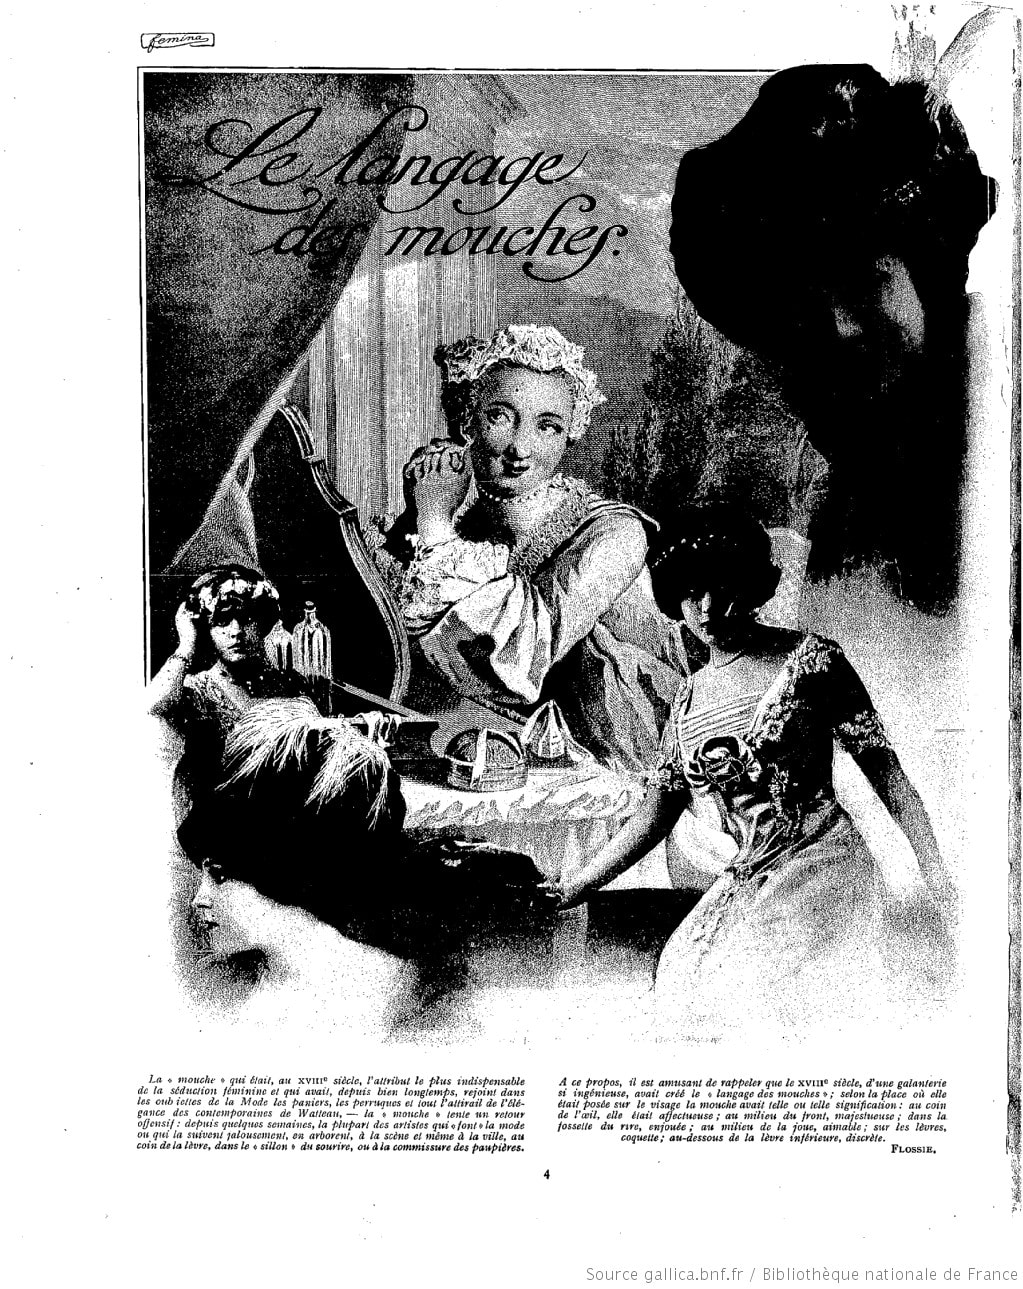 femina
Le langage
des mouches.
La « mouche » qui était, au XVIIIe siècle, l'attribut le plus indispensable
de la séduction féminine et qui avait, depuis bien longtemps, rejoint dans
les oubliettes de la Mode les paniers, les perruques et tout l'attirail de l'élé-
gance des contemporaines de Watteau, — la « mouche » tente un retour
offensif : depuis quelques semaines, la plupart des artistes qui « font » la mode
ou qui la suivent jalousement, en arborent, à la scène et même à la ville, au
coin de la lèvre, dans le « sillon » du sourire, ou à la commissure des paupières.
A ce propos, il est amusant de rappeler que le XVIIIe siècle, d'une galanterie
si ingénieuse, avait créé le « langage des mouches » ; selon la place où elle
était posée sur le visage la mouche avait telle ou telle signification : au coin
de l'œil, elle était affectueuse ; au milieu du front, majestueuse ; dans la
fossette du rire, enjouée ; au milieu de la joue, aimable ; sur les lèvres,
coquette ; au-dessous de la lèvre inférieure, discrète.
FLOSSIE.
4
Source gallica.bnf.fr / Bibliothèque nationale de France